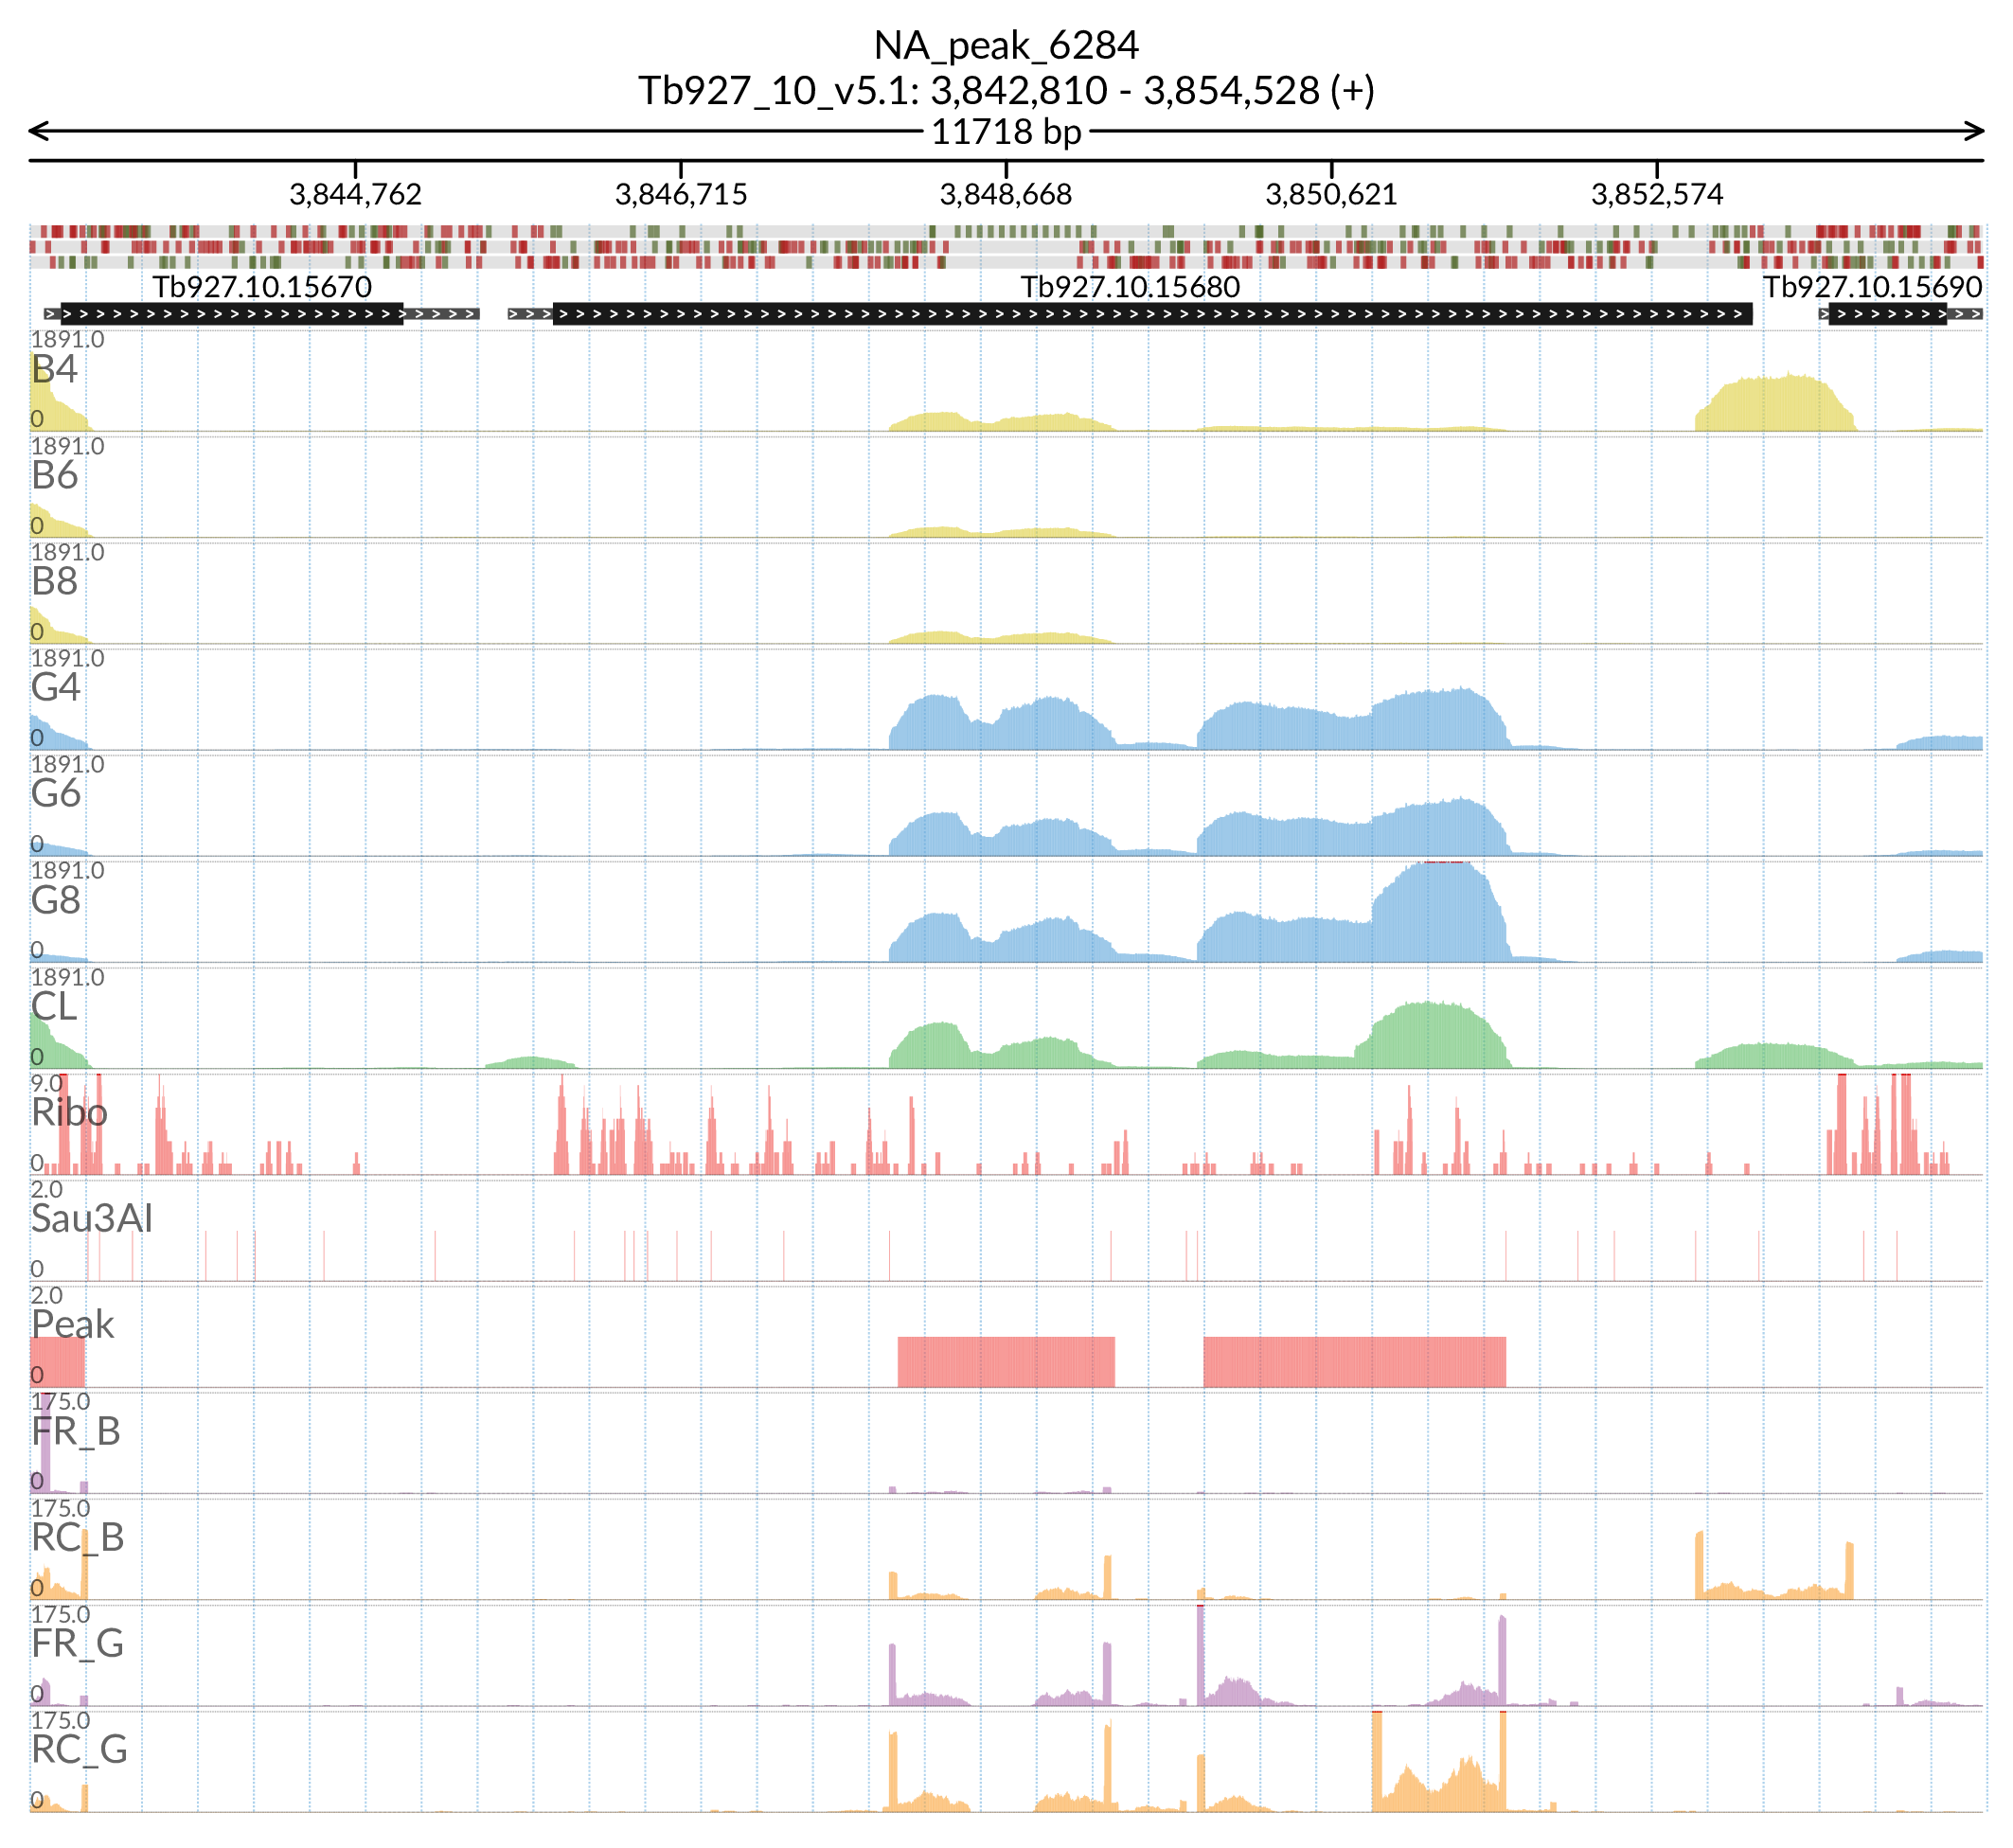 NA_peak_6284
Tb927_10_v5.1: 3,842,810 - 3,854,528 (+)
11718 bp
3,844,762 3,846,715 3,848,668 3,850,621 3,852,574
Tb927.10.15670 Tb927.10.15680 Tb927.10.15690
1891.0
B4
0
1891.0
B6
0
1891.0
B8
0
1891.0
G4
0
1891.0
G6
0
1891.0
G8
0
1891.0
CL
0
9.0
Ribo
0
2.0
Sau3AI
0
2.0
Peak
0
175.0
FR_B
0
175.0
RC_B
0
175.0
FR_G
0
175.0
RC_G
0